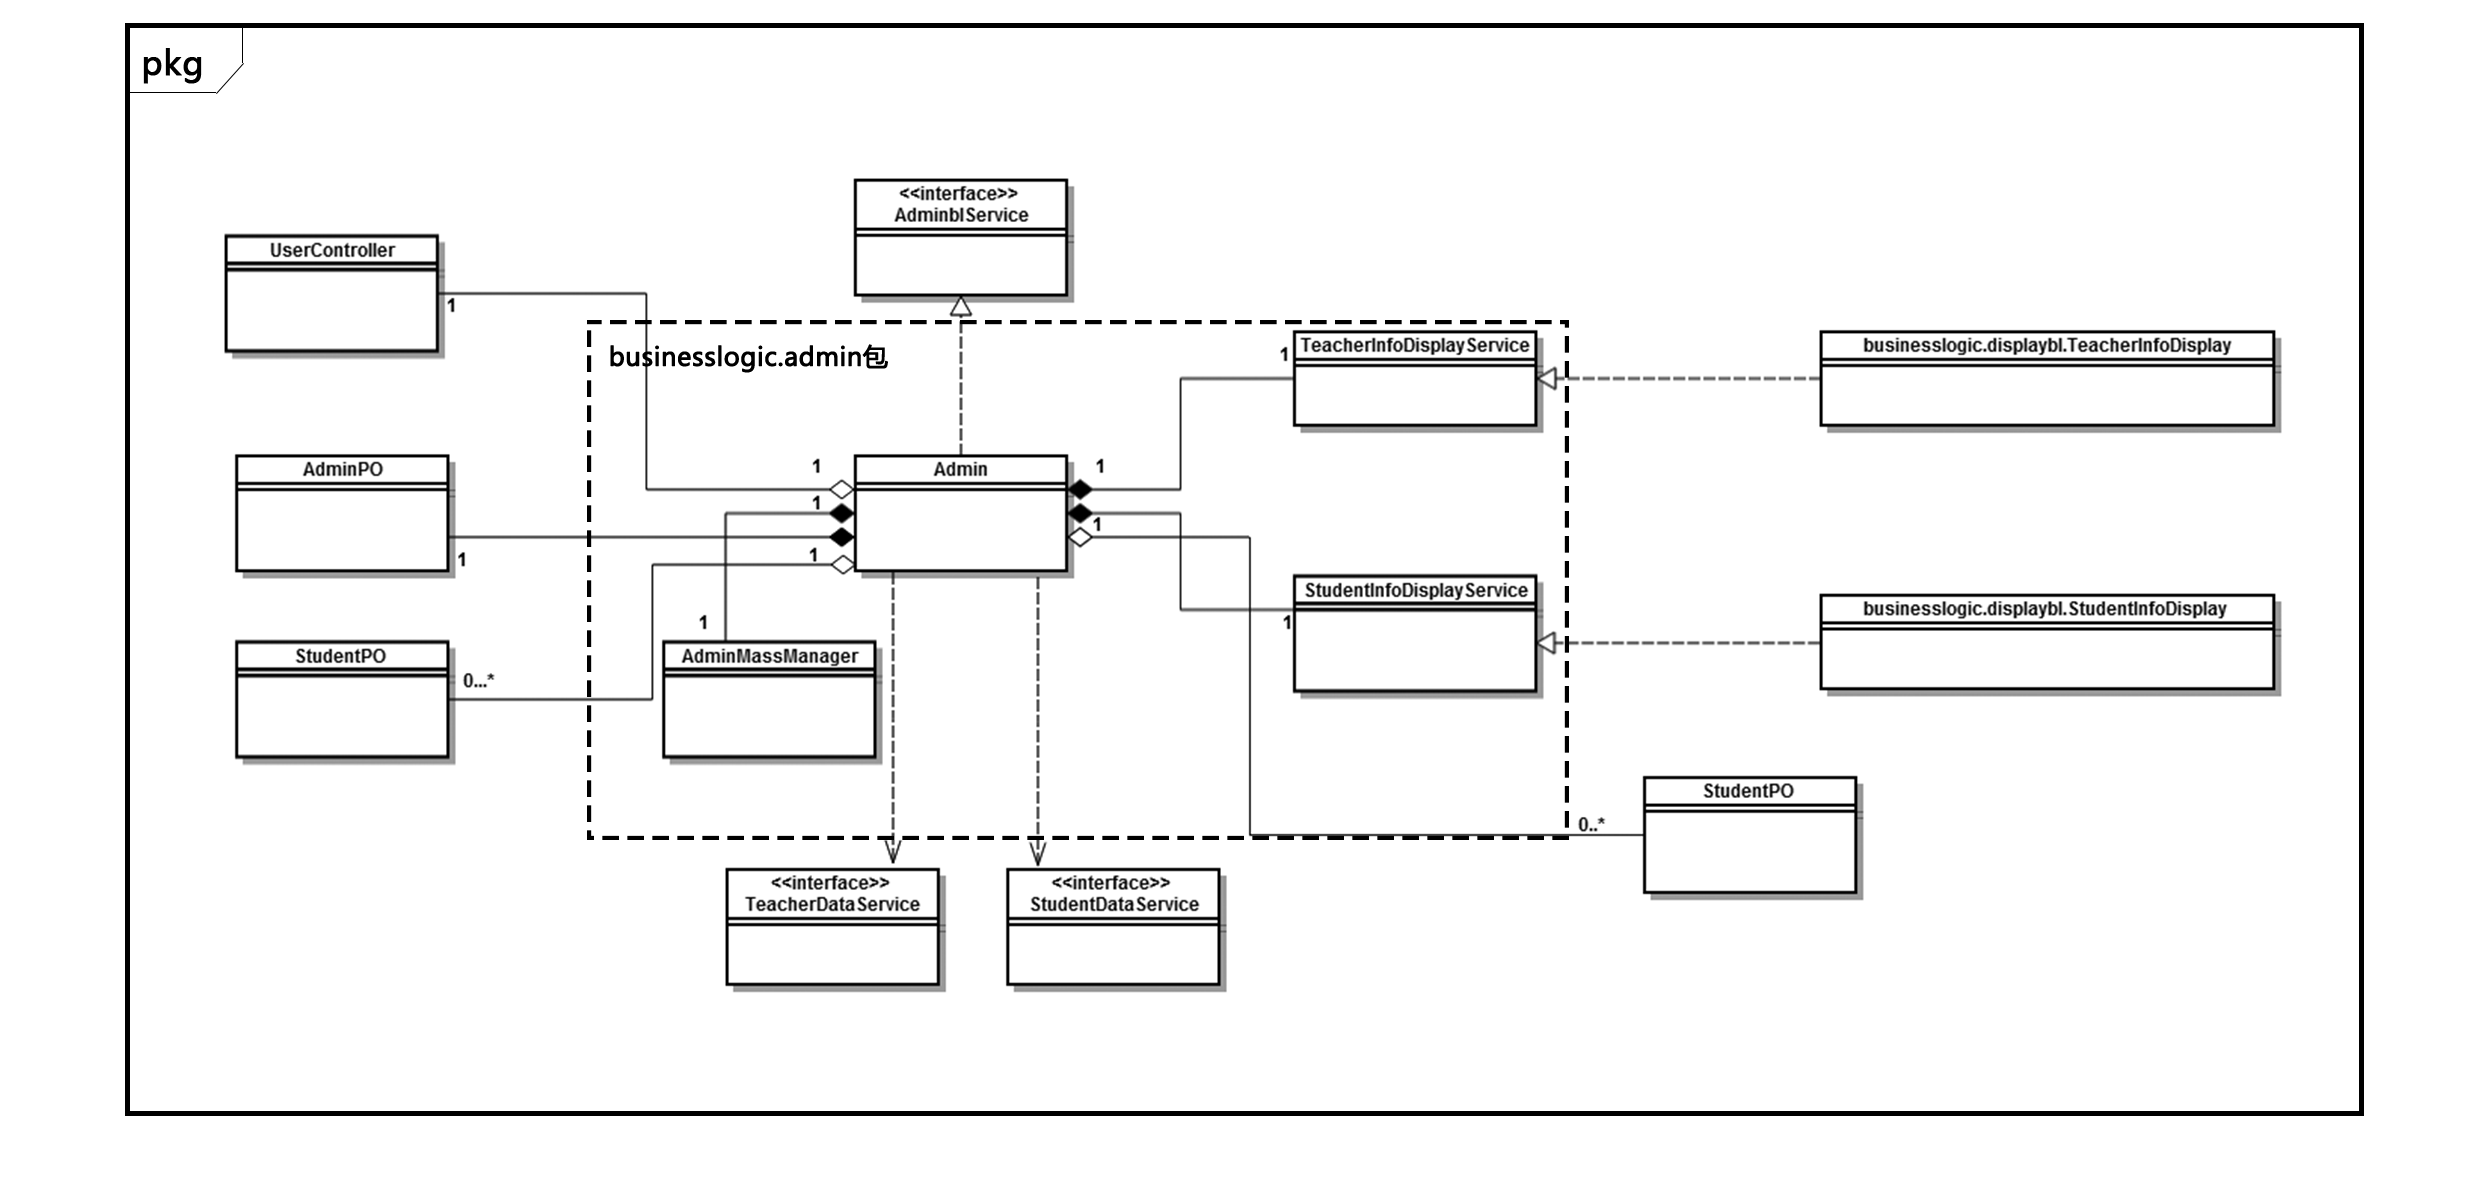 pkg
<<interface>>
AdminblService
UserController
1
businesslogic.admin包
1
TeacherInfoDisplayService
businesslogic.displaybl.TeacherInfoDisplay
AdminPO
1
Admin
1
1
1
1
1
StudentInfoDisplayService
businesslogic.displaybl.StudentInfoDisplay
1
1
StudentPO
0...*
AdminMassManager
StudentPO
0..*
<<interface>>
TeacherDataService
<<interface>>
StudentDataService